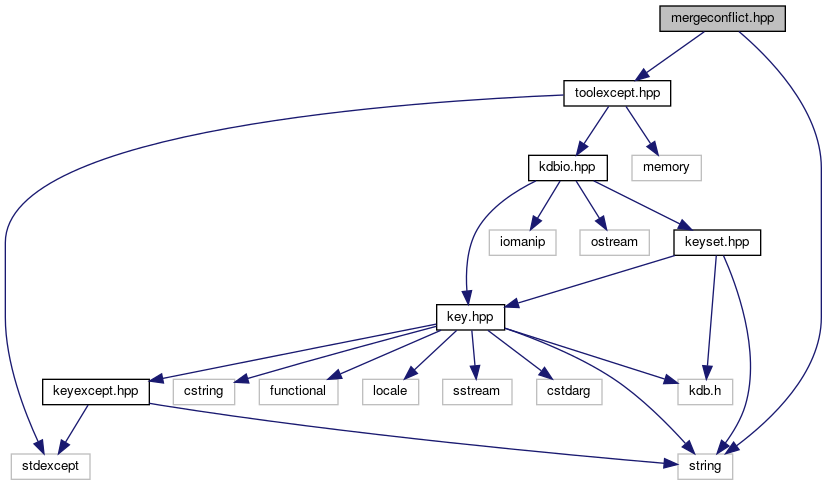 mergeconflict.hpp
toolexcept.hpp
kdbio.hpp
memory
iomanip
ostream
keyset.hpp
key.hpp
keyexcept.hpp
cstring
functional
locale
sstream
cstdarg
kdb.h
stdexcept
string